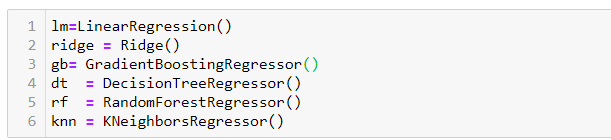 1 lm=LinearRegression()
2 ridge = Ridge()
3 gb= GradientBoostingRegressor()
4 dt  = DecisionTreeRegressor()
5 rf  = RandomForestRegressor()
6 knn = KNeighborsRegressor()